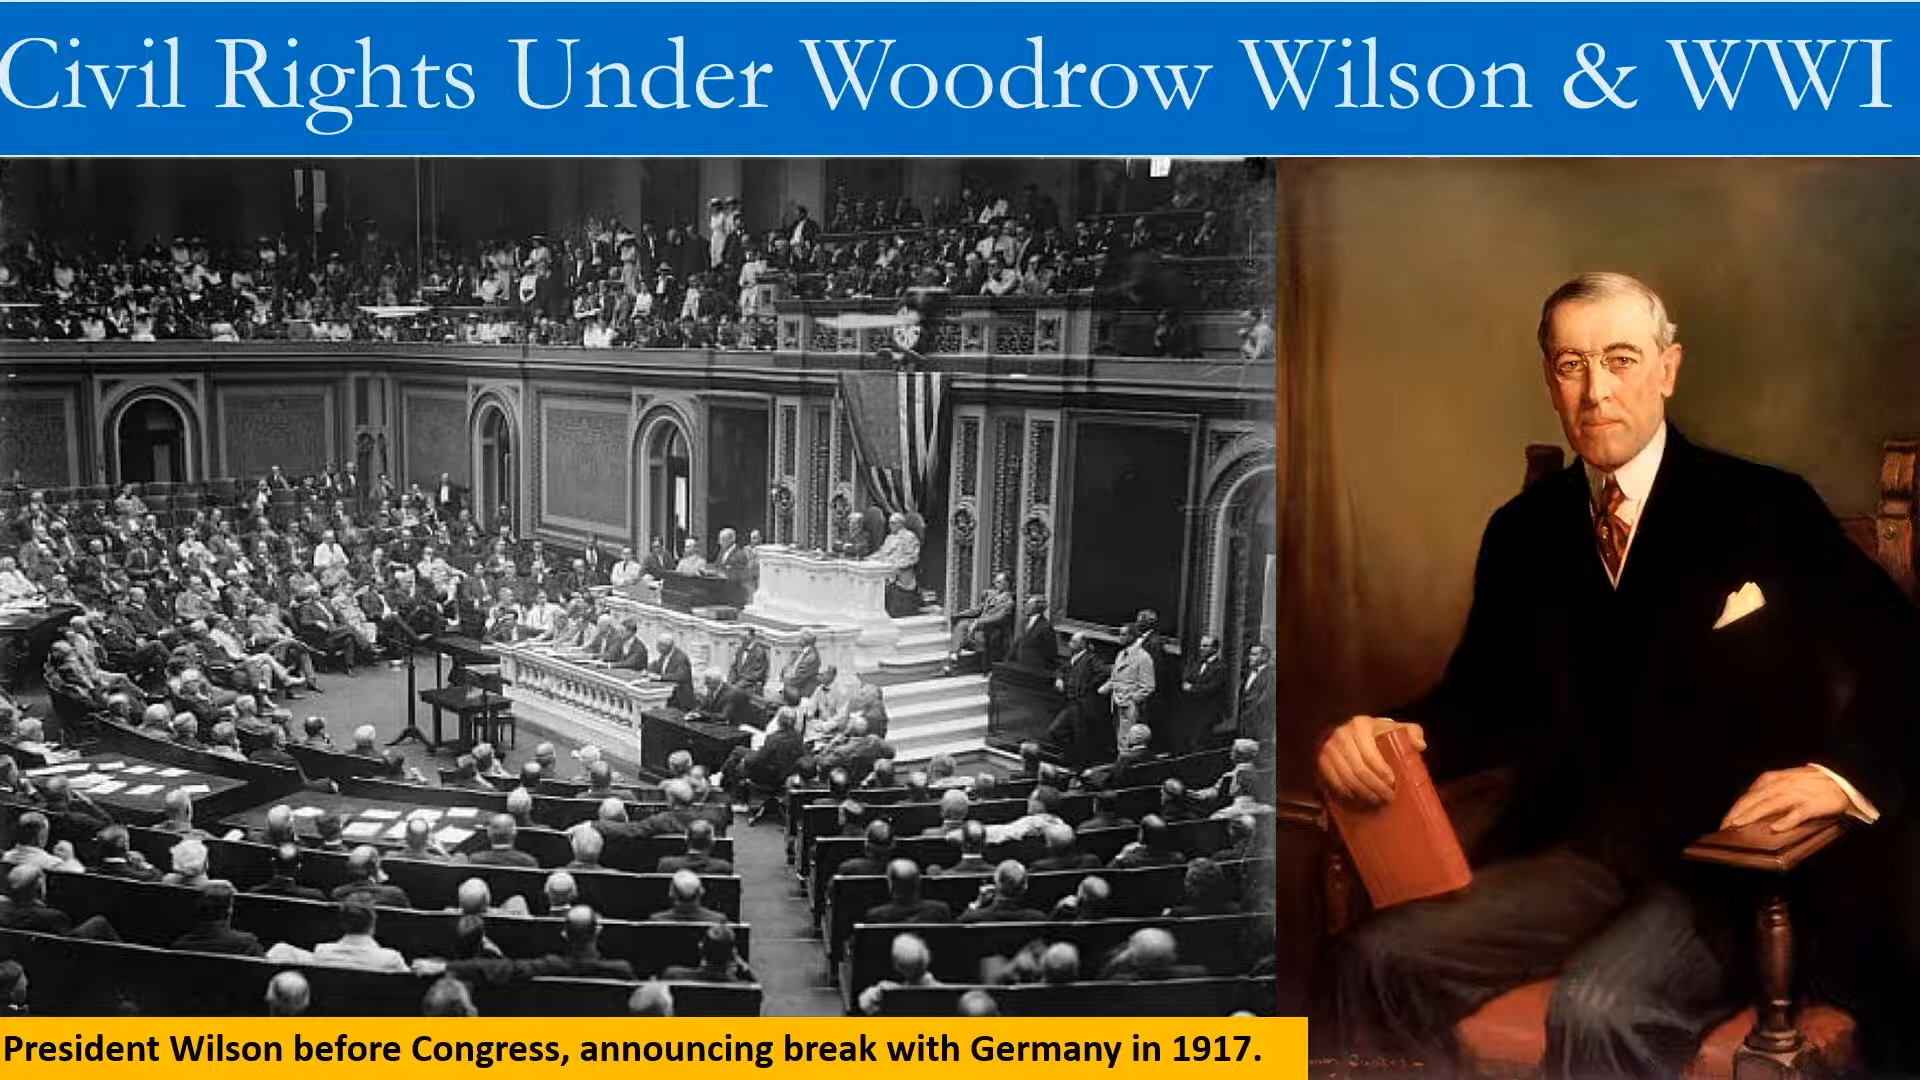 Civil Rights Under Woodrow Wilson & WWI
President Wilson before Congress, announcing break with Germany in 1917.